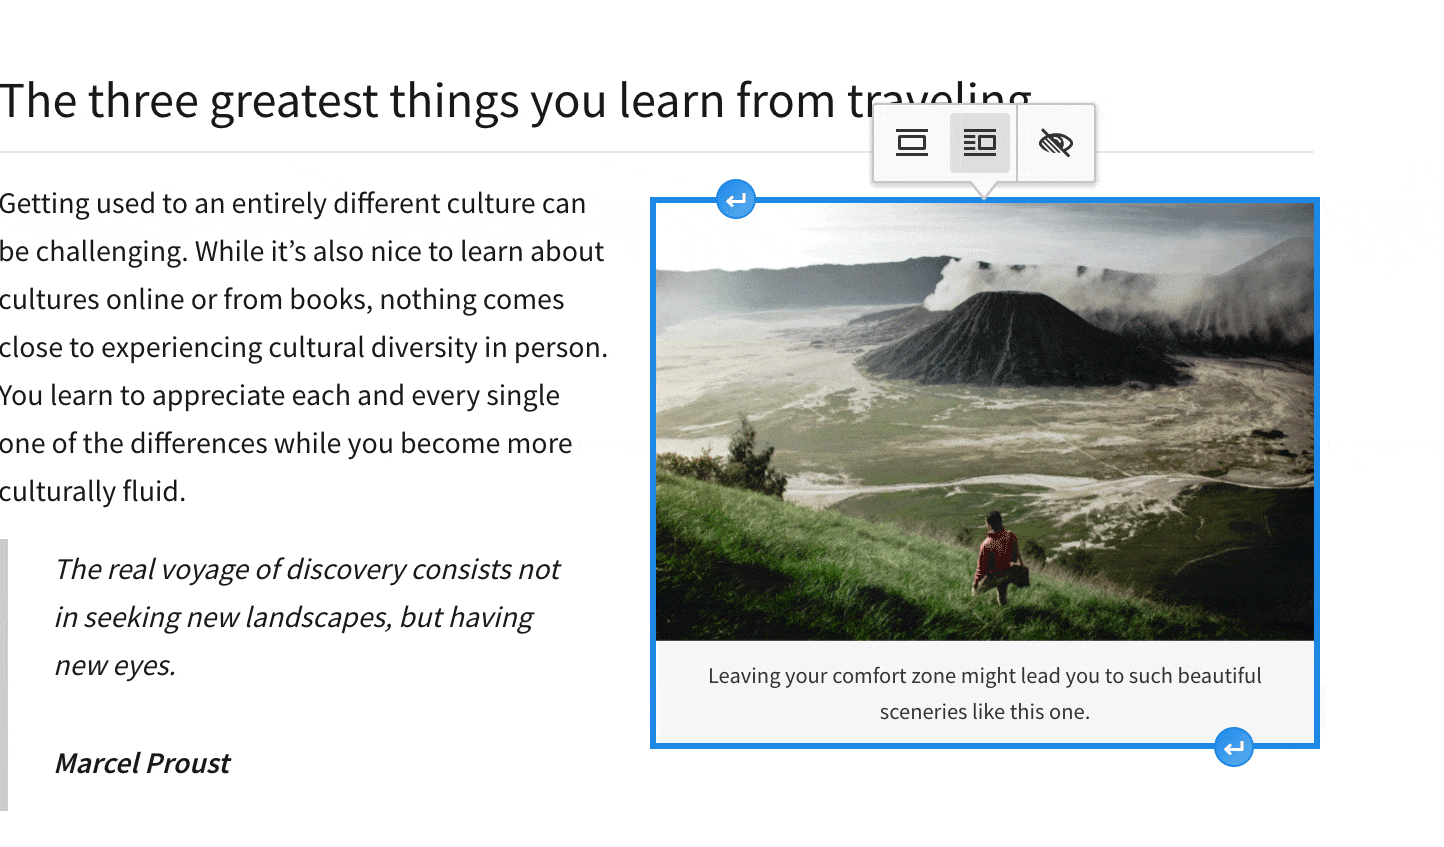 The three greatest things you learn from traveling
Getting used to an entirely different culture can
be challenging. While it’s also nice to learn about
cultures online or from books, nothing comes
close to experiencing cultural diversity in person.
You learn to appreciate each and every single
one of the differences while you become more
culturally fluid.
The real voyage of discovery consists not
in seeking new landscapes, but having
new eyes.
Marcel Proust
Leaving your comfort zone might lead you to such beautiful
sceneries like this one.